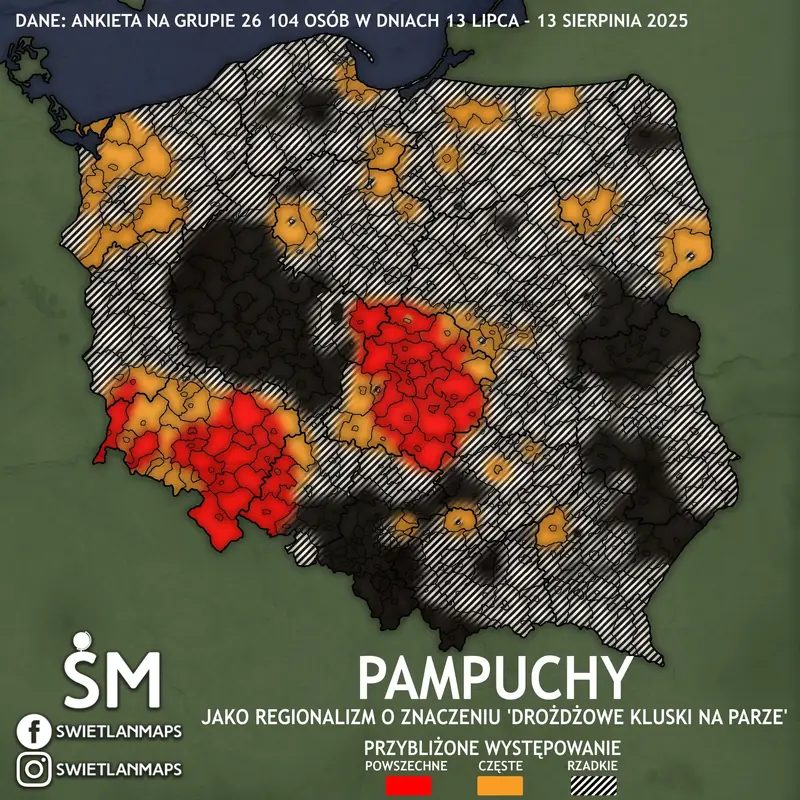 DANE: ANKIETA NA GRUPIE 26 104 OSÓB W DNIACH 13 LIPCA - 13 SIERPNIA 2025
ŚM
SWIETLANMAPS
SWIETLANMAPS
PAMPUCHY
JAKO REGIONALIZM O ZNACZENIU 'DROŻDŻOWE KLUSKI NA PARZE'
PRZYBLIŻONE WYSTĘPOWANIE
POWSZECHNE CZĘSTE RZADKIE